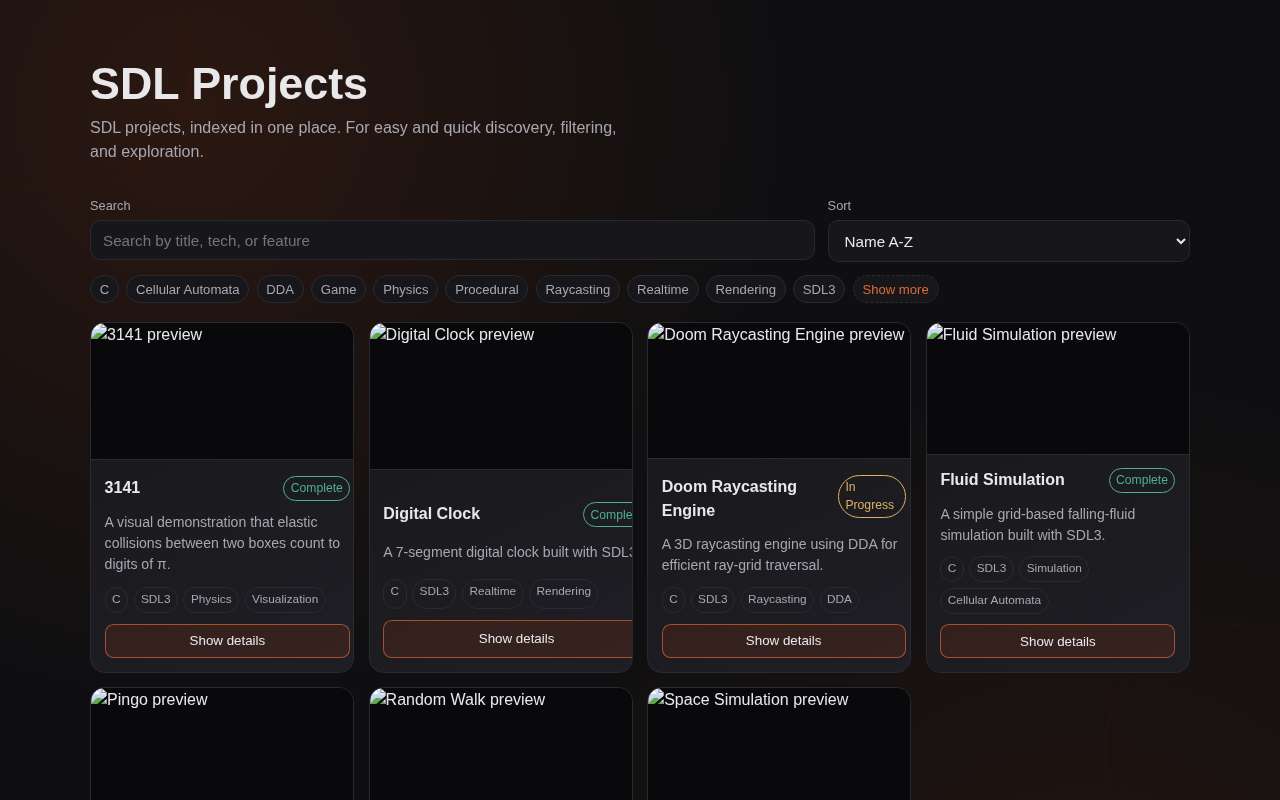 SDL Projects
SDL projects, indexed in one place. For easy and quick discovery, filtering,
and exploration.
Search
Sort
Search by title, tech, or feature
Name A-Z
C
Cellular Automata
DDA
Game
Physics
Procedural
Raycasting
Realtime
Rendering
SDL3
Show more
3141 preview
3141
Complete
A visual demonstration that elastic
collisions between two boxes count to
digits of π.
C
SDL3
Physics
Visualization
Show details
Digital Clock preview
Digital Clock
Comple
A 7-segment digital clock built with SDL3
C
SDL3
Realtime
Rendering
Show details
Doom Raycasting Engine preview
Doom Raycasting
Engine
In
Progress
A 3D raycasting engine using DDA for
efficient ray-grid traversal.
C
SDL3
Raycasting
DDA
Show details
Fluid Simulation preview
Fluid Simulation
Complete
A simple grid-based falling-fluid
simulation built with SDL3.
C
SDL3
Simulation
Cellular Automata
Show details
Pingo preview
Random Walk preview
Space Simulation preview